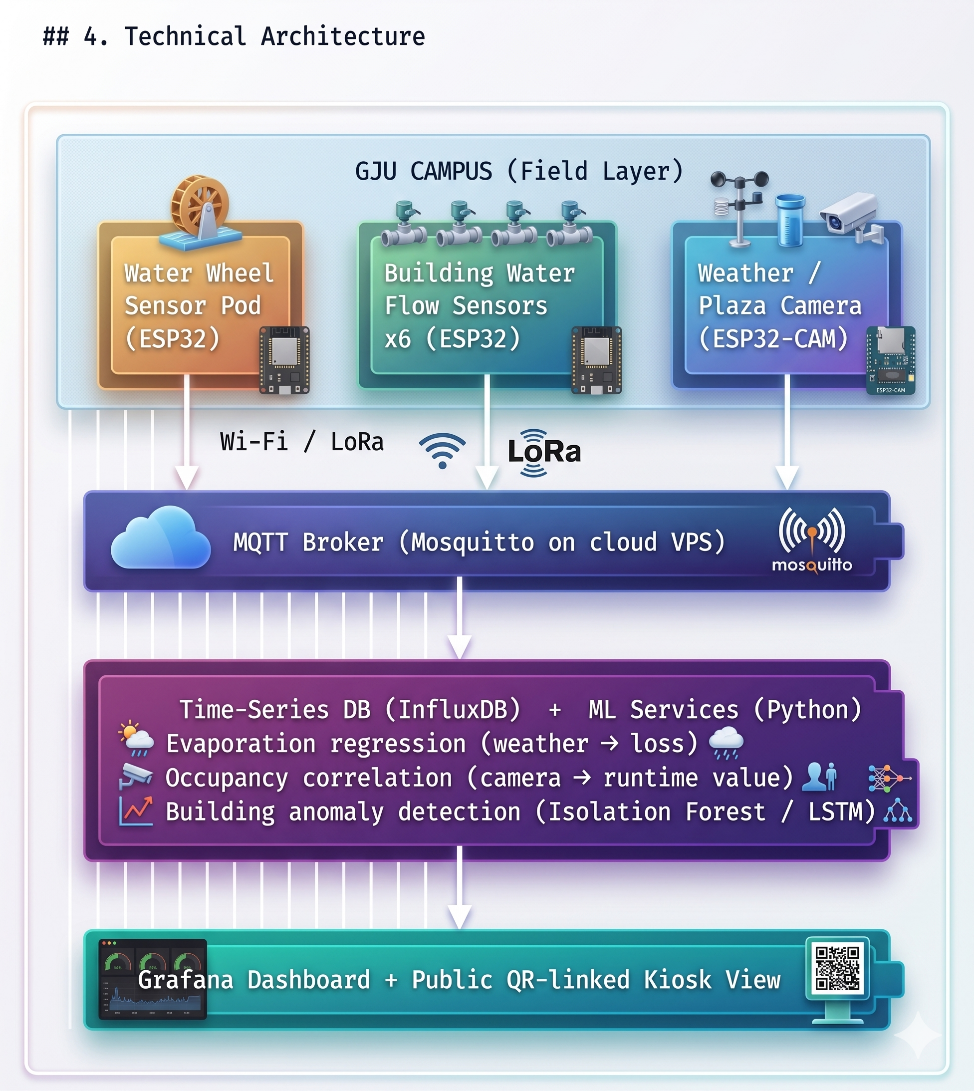 ## 4. Technical Architecture
GJU CAMPUS (Field Layer)
Water Wheel
Sensor Pod
(ESP32)
Building Water
Flow Sensors
x6 (ESP32)
Weather /
Plaza Camera
(ESP32-CAM)
ESP32-CAM
Wi-Fi / LoRa
LoRa
MQTT Broker (Mosquitto on cloud VPS)
mosquitto
Time-Series DB (InfluxDB) + ML Services (Python)
Evaporation regression (weather → loss)
Occupancy correlation (camera → runtime value)
Building anomaly detection (Isolation Forest / LSTM)
Grafana Dashboard + Public QR-linked Kiosk View